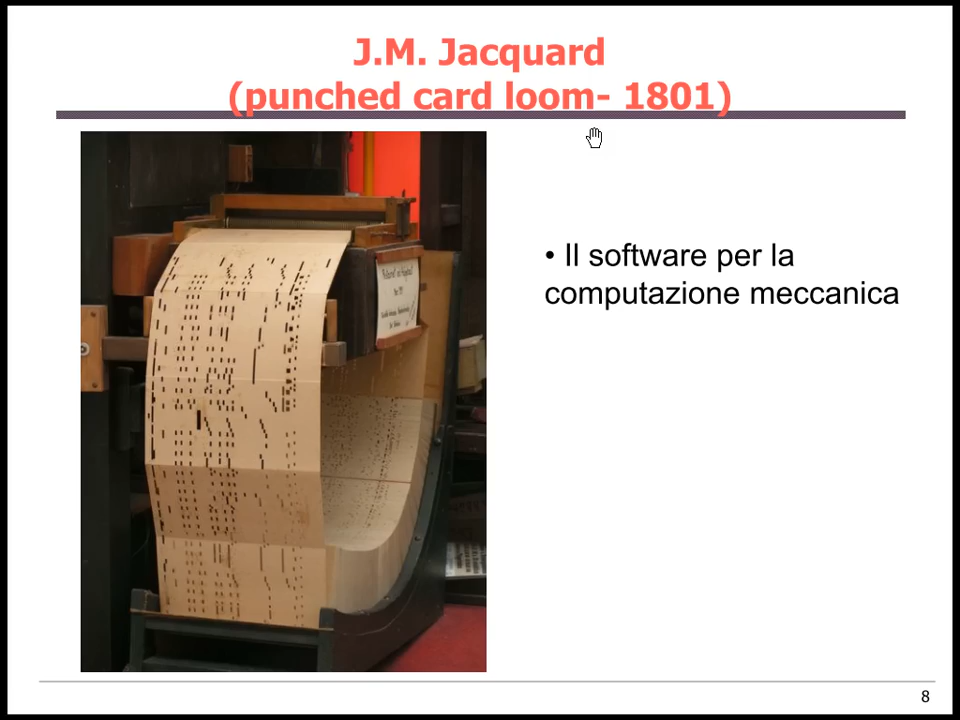 J.M. Jacquard
(punched card loom- 1801)
• Il software per la
computazione meccanica
8